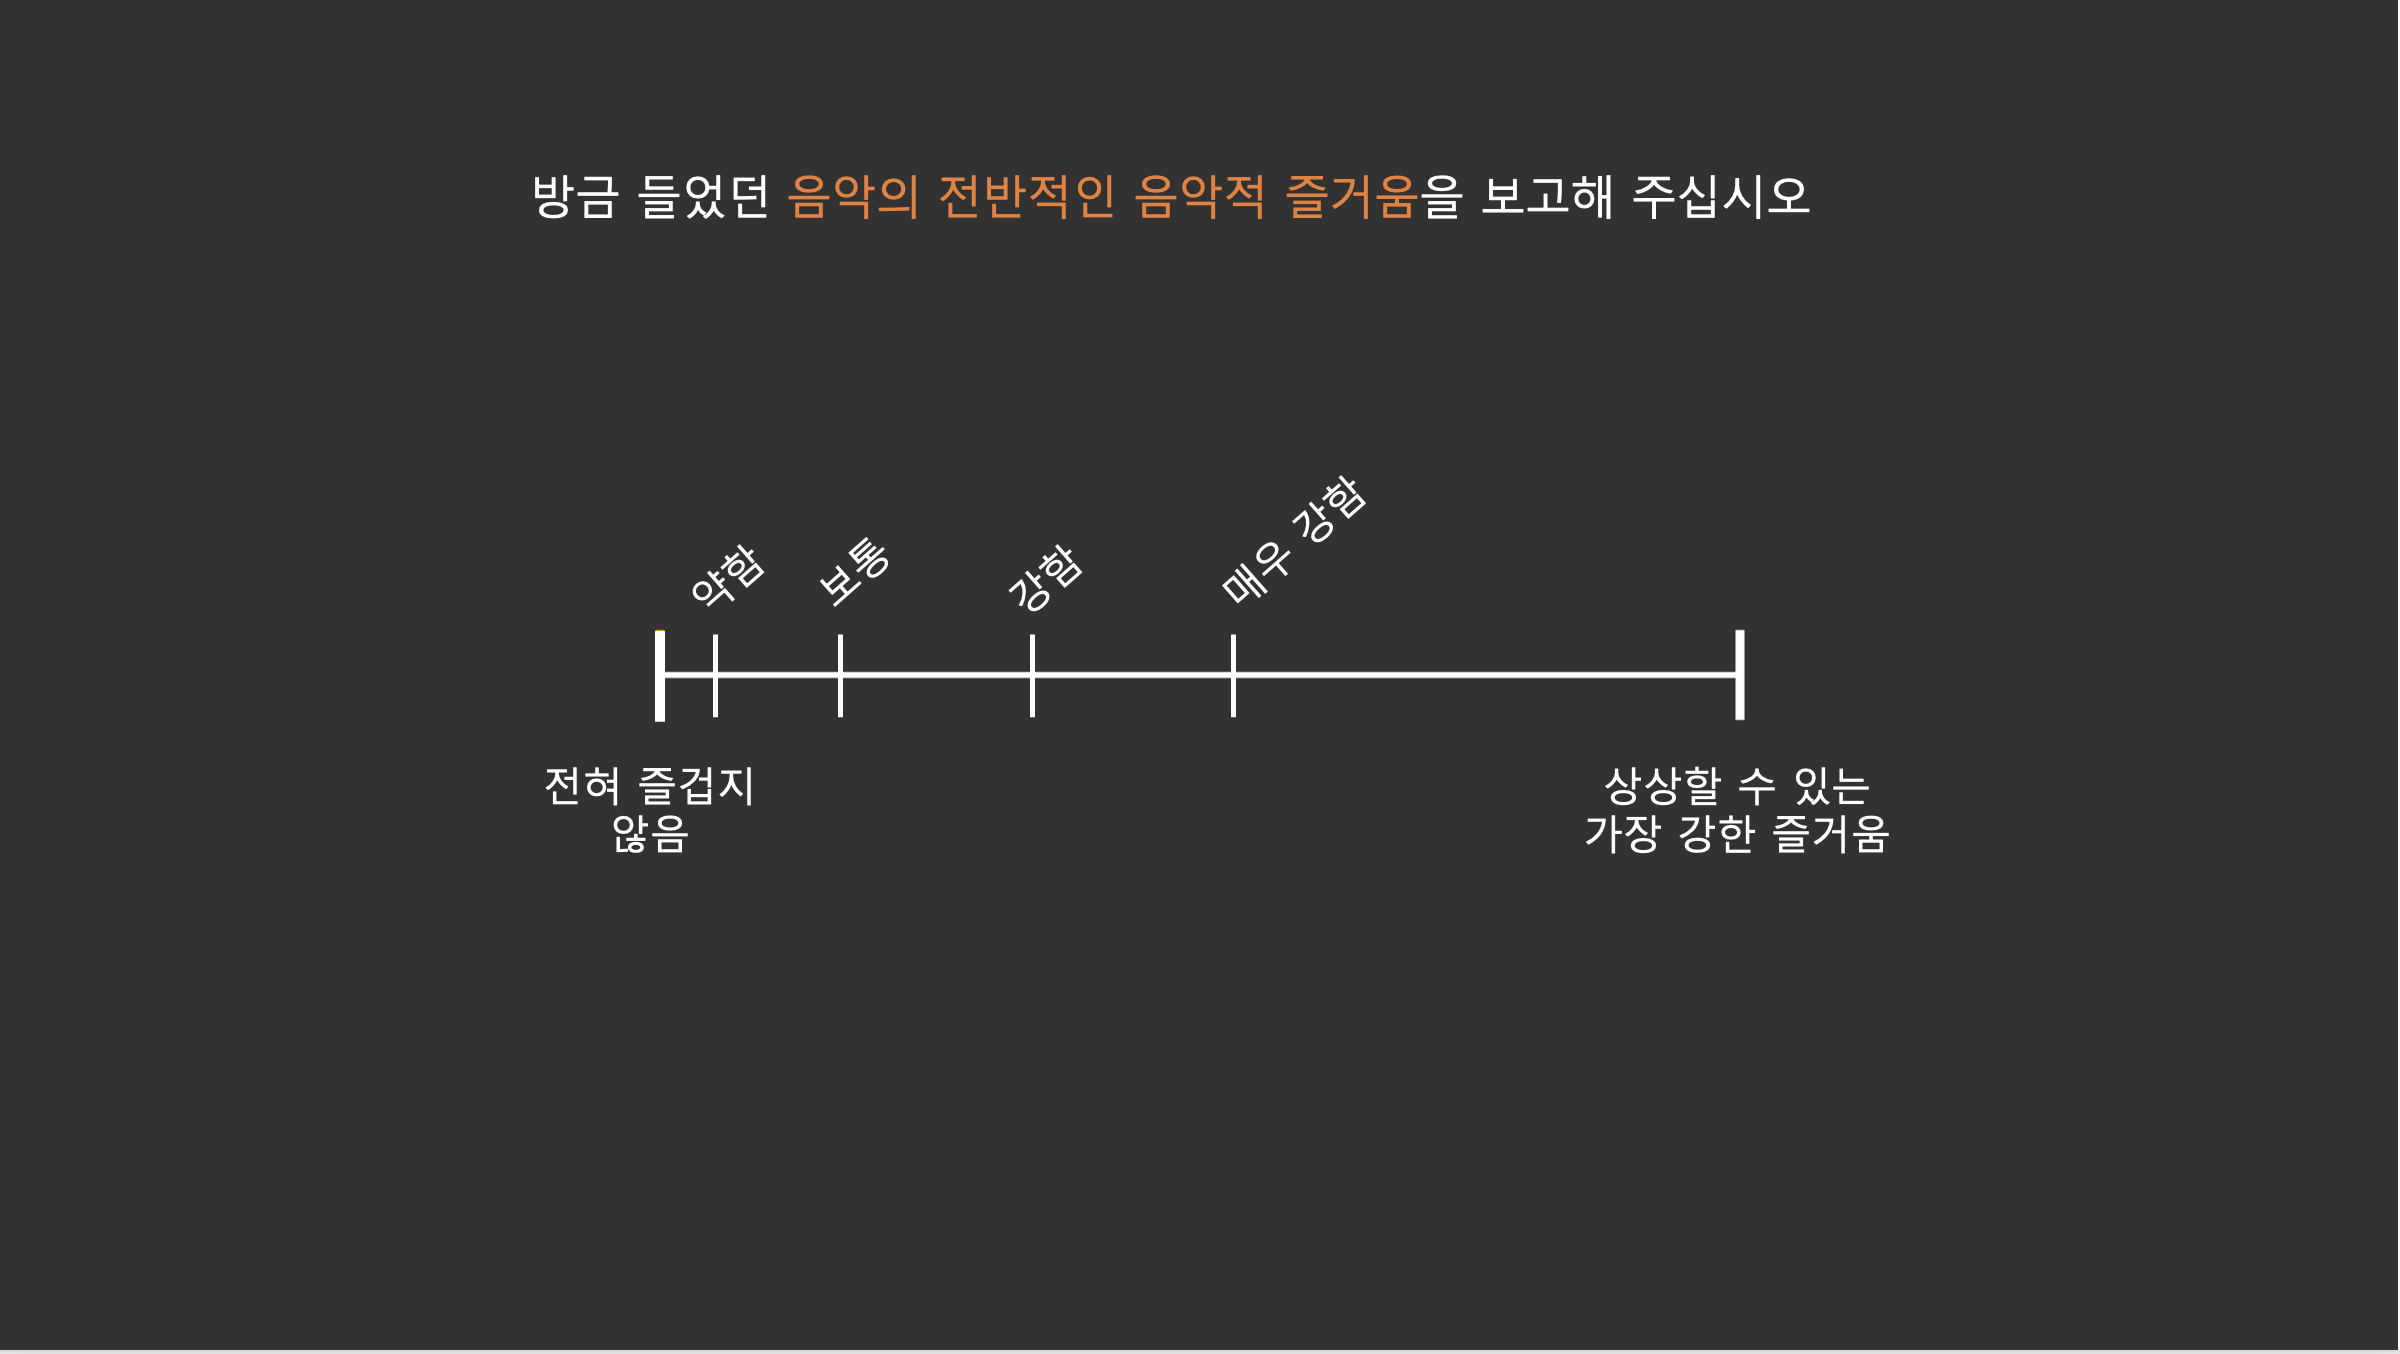 방금 들었던 음악의 전반적인 음악적 즐거움을 보고해 주십시오
약함
보통
강함
매우 강함
전혀 즐겁지
않음
상상할 수 있는
가장 강한 즐거움